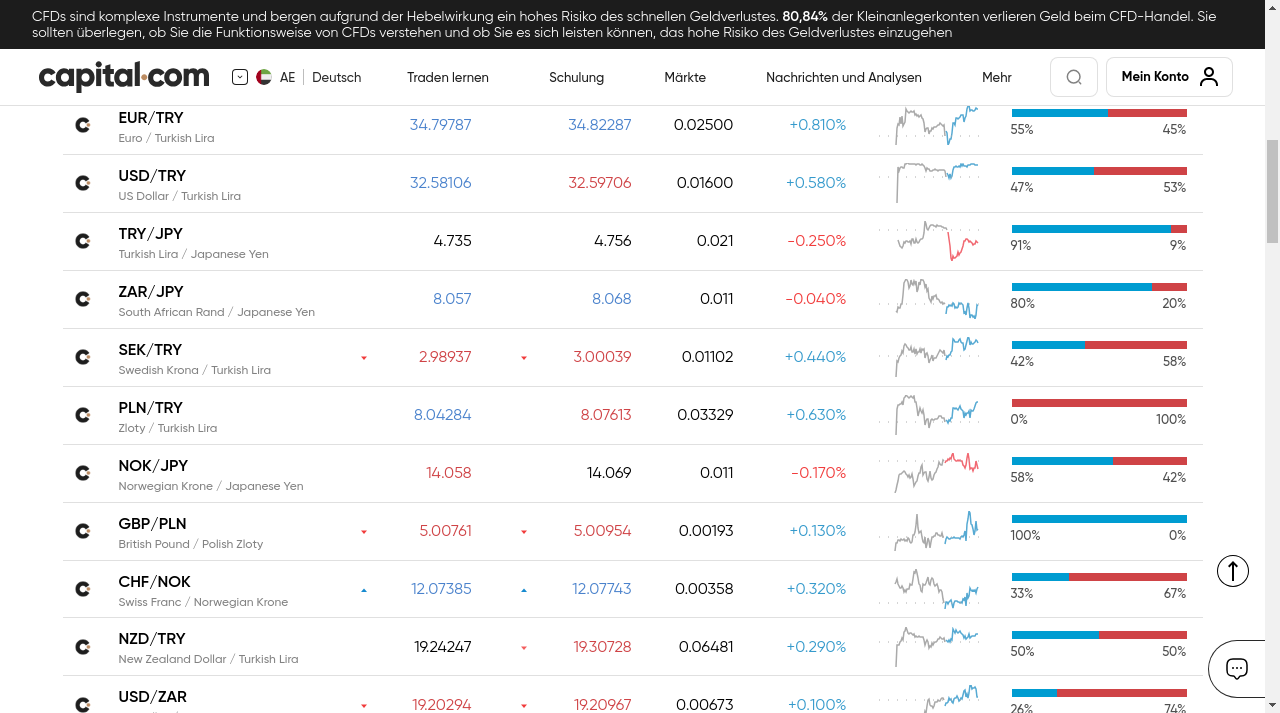 CFDs sind komplexe Instrumente und bergen aufgrund der Hebelwirkung ein hohes Risiko des schnellen Geldverlustes. 80,84% der Kleinanlegerkonten verlieren Geld beim CFD-Handel. Sie
sollten überlegen, ob Sie die Funktionsweise von CFDs verstehen und ob Sie es sich leisten können, das hohe Risiko des Geldverlustes einzugehen
capital.com AE Deutsch Traden lernen Schulung Märkte Nachrichten und Analysen Mehr Mein Konto
EUR/TRY 34.79787 34.82287 0.02500 +0.810%
Euro / Turkish Lira 55% 45%
USD/TRY 32.58106 32.59706 0.01600 +0.580%
US Dollar / Turkish Lira 47% 53%
TRY/JPY 4.735 4.756 0.021 -0.250%
Turkish Lira / Japanese Yen 91% 9%
ZAR/JPY 8.057 8.068 0.011 -0.040%
South African Rand / Japanese Yen 80% 20%
SEK/TRY 2.98937 3.00039 0.01102 +0.440%
Swedish Krona / Turkish Lira 42% 58%
PLN/TRY 8.04284 8.07613 0.03329 +0.630%
Zloty / Turkish Lira 0% 100%
NOK/JPY 14.058 14.069 0.011 -0.170%
Norwegian Krone / Japanese Yen 58% 42%
GBP/PLN 5.00761 5.00954 0.00193 +0.130%
British Pound / Polish Zloty 100% 0%
CHF/NOK 12.07385 12.07743 0.00358 +0.320%
Swiss Franc / Norwegian Krone 33% 67%
NZD/TRY 19.24247 19.30728 0.06481 +0.290%
New Zealand Dollar / Turkish Lira 50% 50%
USD/ZAR 19.20294 19.20967 0.00673 +0.100%
26% 74%